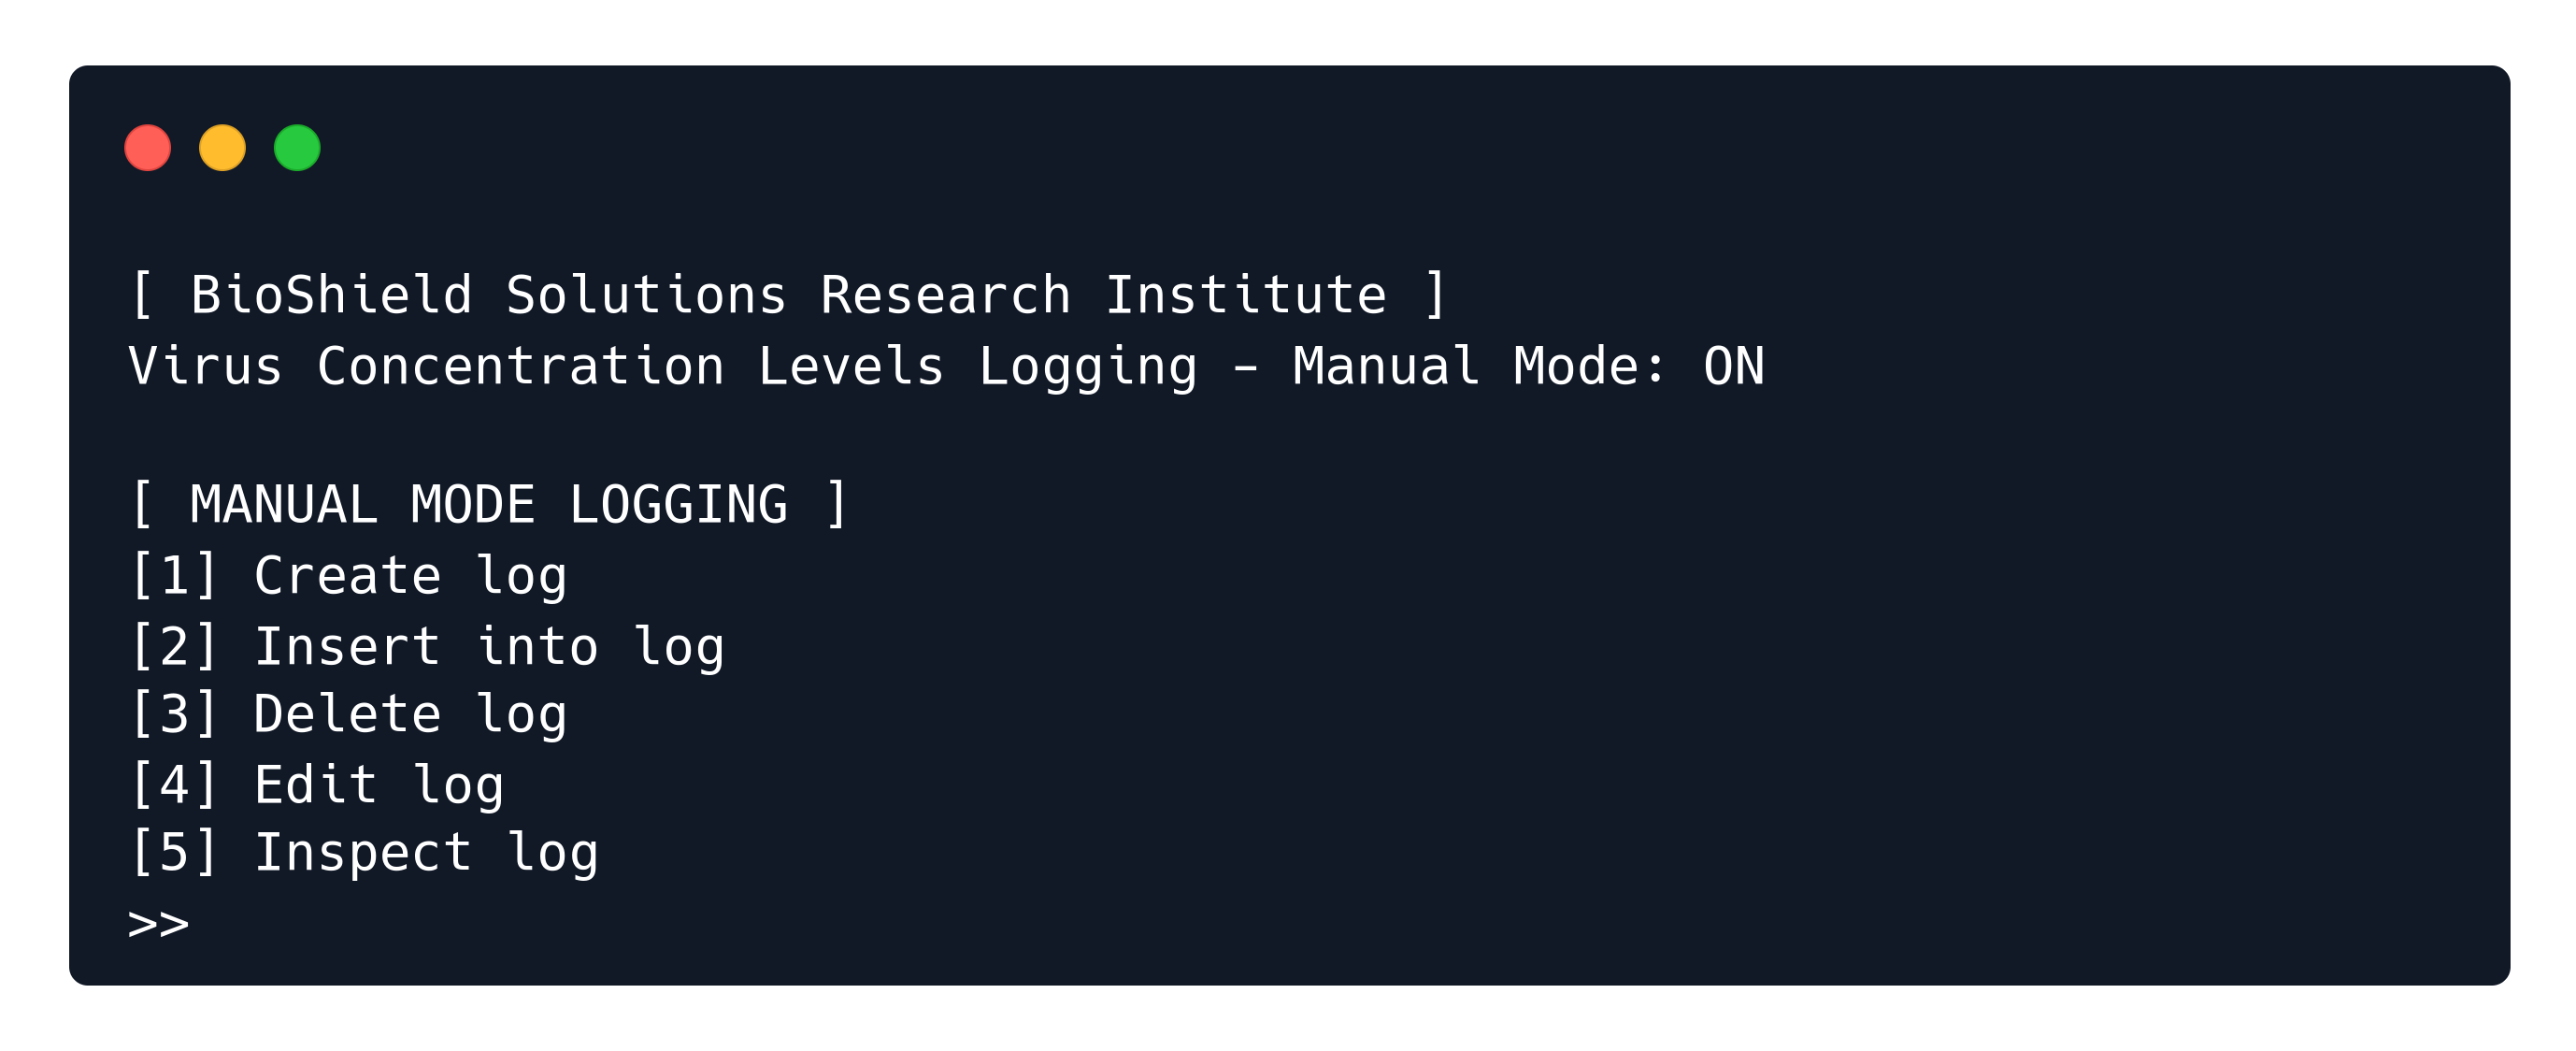 [ BioShield Solutions Research Institute ]
Virus Concentration Levels Logging - Manual Mode: ON
[ MANUAL MODE LOGGING ]
[1] Create log
[2] Insert into log
[3] Delete log
[4] Edit log
[5] Inspect log
>>